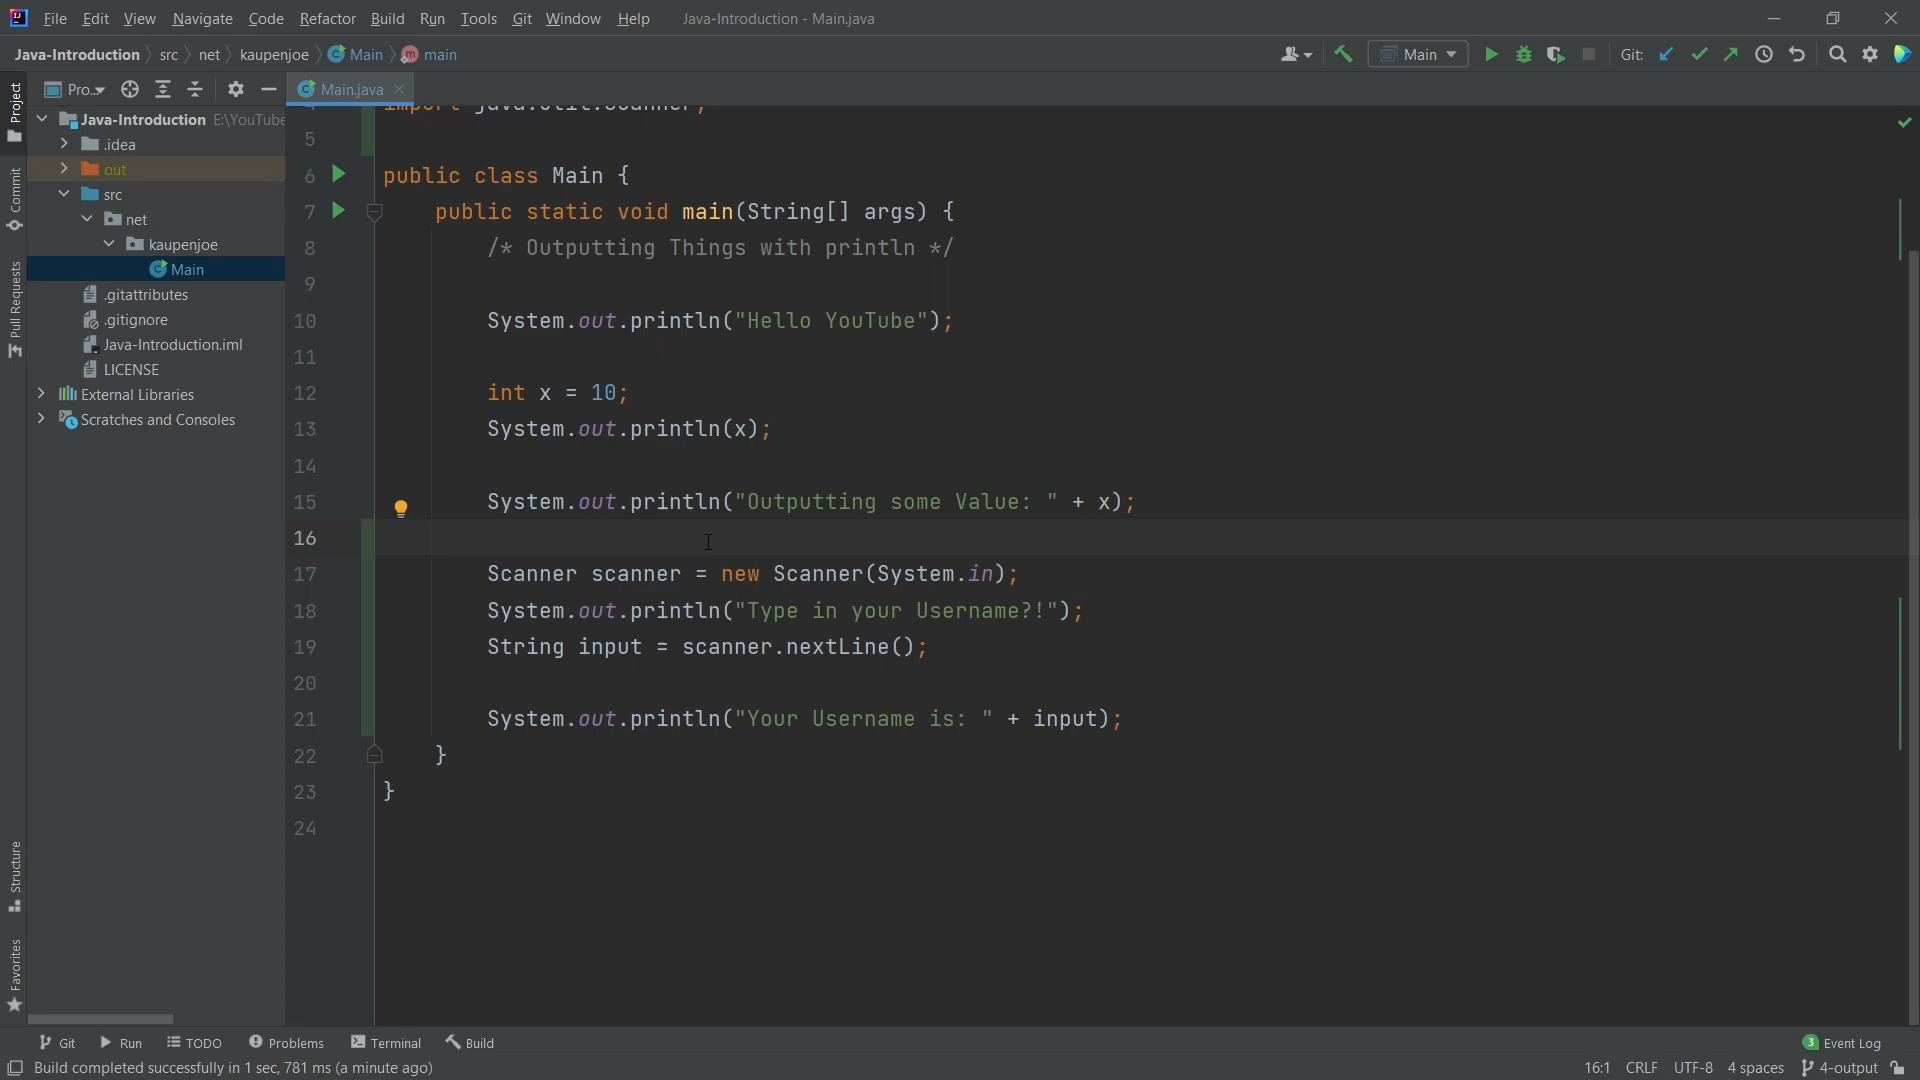 File Edit View Navigate Code Refactor Build Run Tools Git Window Help Java-Introduction - Main.java
Java-Introduction src net kaupenjoe Main main Main Git:
Project
Commit
Pull Requests
Structure
Favorites
Pro... Main.java
Java-Introduction E:\YouTube
.idea
out
src
net
kaupenjoe
Main
.gitattributes
.gitignore
Java-Introduction.iml
LICENSE
External Libraries
Scratches and Consoles
4 import java.util.Scanner;
5
6 public class Main {
7 public static void main(String[] args) {
8 /* Outputting Things with println */
9
10 System.out.println("Hello YouTube");
11
12 int x = 10;
13 System.out.println(x);
14
15 System.out.println("Outputting some Value: " + x);
16
17 Scanner scanner = new Scanner(System.in);
18 System.out.println("Type in your Username?!");
19 String input = scanner.nextLine();
20
21 System.out.println("Your Username is: " + input);
22 }
23 }
24
Git Run TODO Problems Terminal Build 3 Event Log
Build completed successfully in 1 sec, 781 ms (a minute ago) 16:1 CRLF UTF-8 4 spaces 4-output